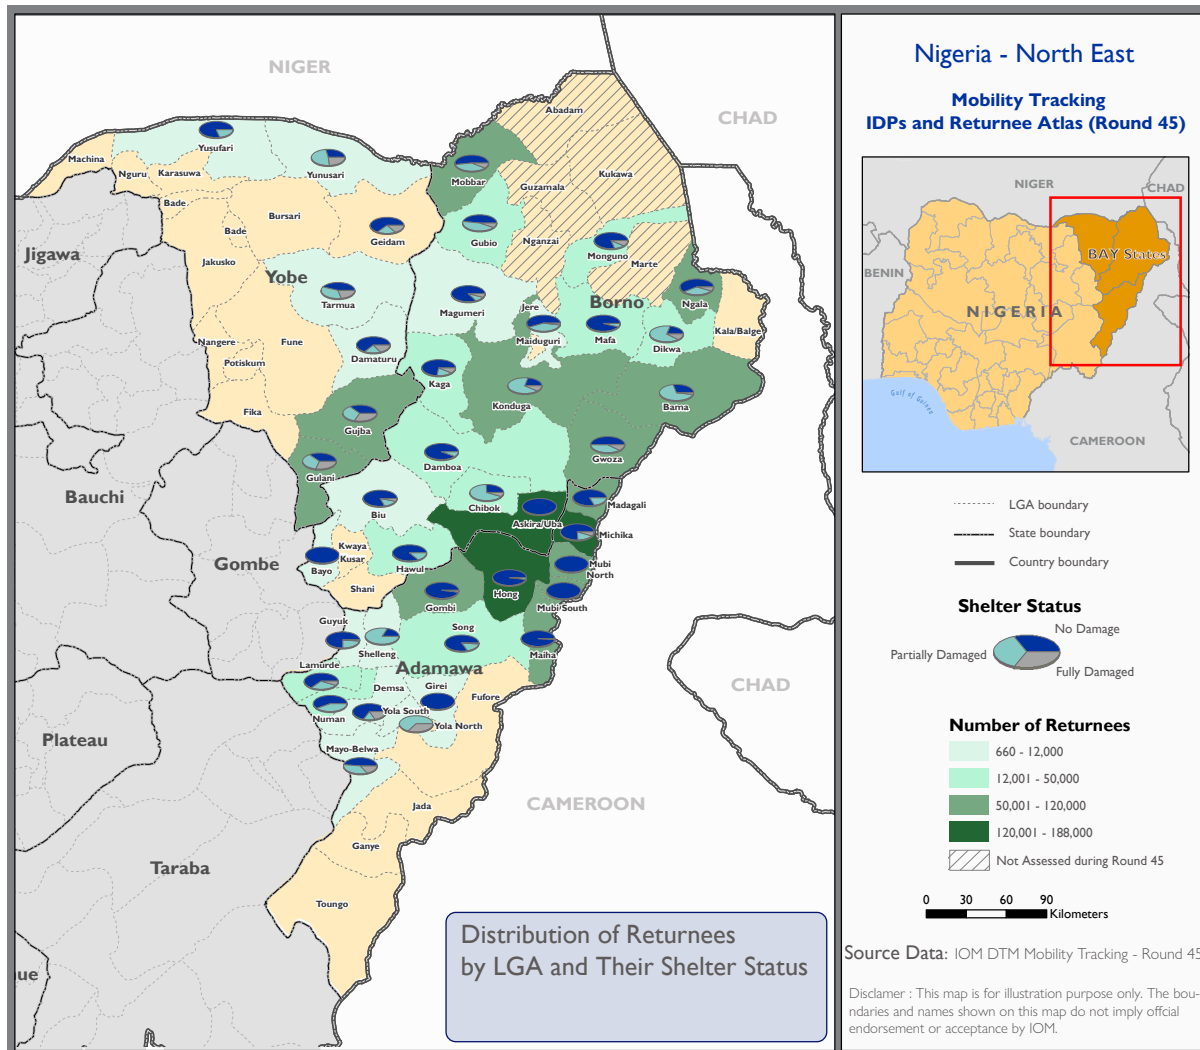 NIGER
CHAD
Abadam
Yusufari
Machina
Yunusari
Mobbar
Nguru
Karasuwa
Kukawa
Guzamala
Bade
Bursari
Bade
Geidam
Gubio
Nganzai
Monguno
Marte
Jigawa
Jakusko
Yobe
Tarmua
Magumeri
Jere
Borno
Ngala
Kala/Balge
Nangere
Fune
Damaturu
Maiduguri
Mafa
Dikwa
Potiskum
Kaga
Konduga
Bama
Fika
Gujba
Damboa
Gwoza
Gulani
Bauchi
Biu
Chibok
Askira/Uba
Madagali
Michika
Kwaya
Kusar
Bayo
Hawul
Mubi
North
Gombe
Shani
Gombi
Hong
Mubi South
Guyuk
Shelleng
Song
Maiha
Lamurde
Adamawa
CHAD
Demsa
Girei
Fufore
Numan
Yola South
Yola North
Plateau
Mayo-Belwa
CAMEROON
Jada
Ganye
Taraba
Toungo
ue
Distribution of Returnees
by LGA and Their Shelter Status
Nigeria - North East
Mobility Tracking
IDPs and Returnee Atlas (Round 45)
NIGER
CHAD
BENIN
BAY States
NIGERIA
Gulf of Guinea
CAMEROON
LGA boundary
State boundary
Country boundary
Shelter Status
No Damage
Partially Damaged
Fully Damaged
Number of Returnees
660 - 12,000
12,001 - 50,000
50,001 - 120,000
120,001 - 188,000
Not Assessed during Round 45
0 30 60 90
Kilometers
Source Data: IOM DTM Mobility Tracking - Round 45
Disclamer : This map is for illustration purpose only. The bou-
ndaries and names shown on this map do not imply offcial
endorsement or acceptance by IOM.